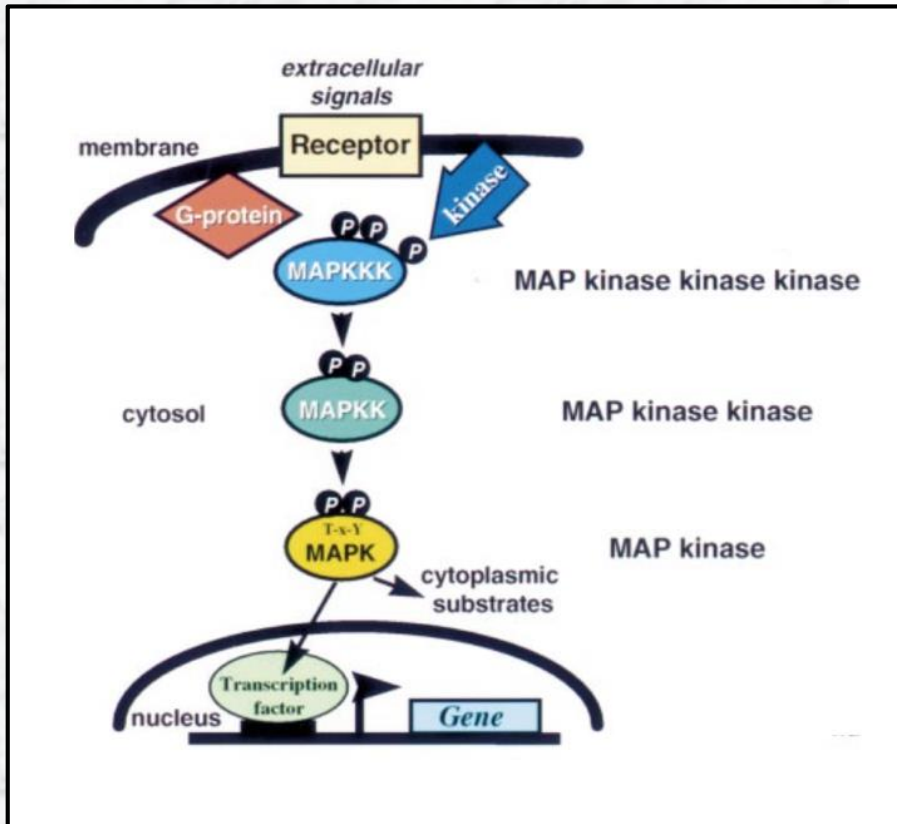 extracellular
signals
membrane
Receptor
kinase
G-protein
P P
P
MAPKKK
MAP kinase kinase kinase
P P
cytosol
MAPKK
MAP kinase kinase
P P
T-x-Y
MAPK
MAP kinase
cytoplasmic
substrates
Transcription
factor
nucleus
Gene